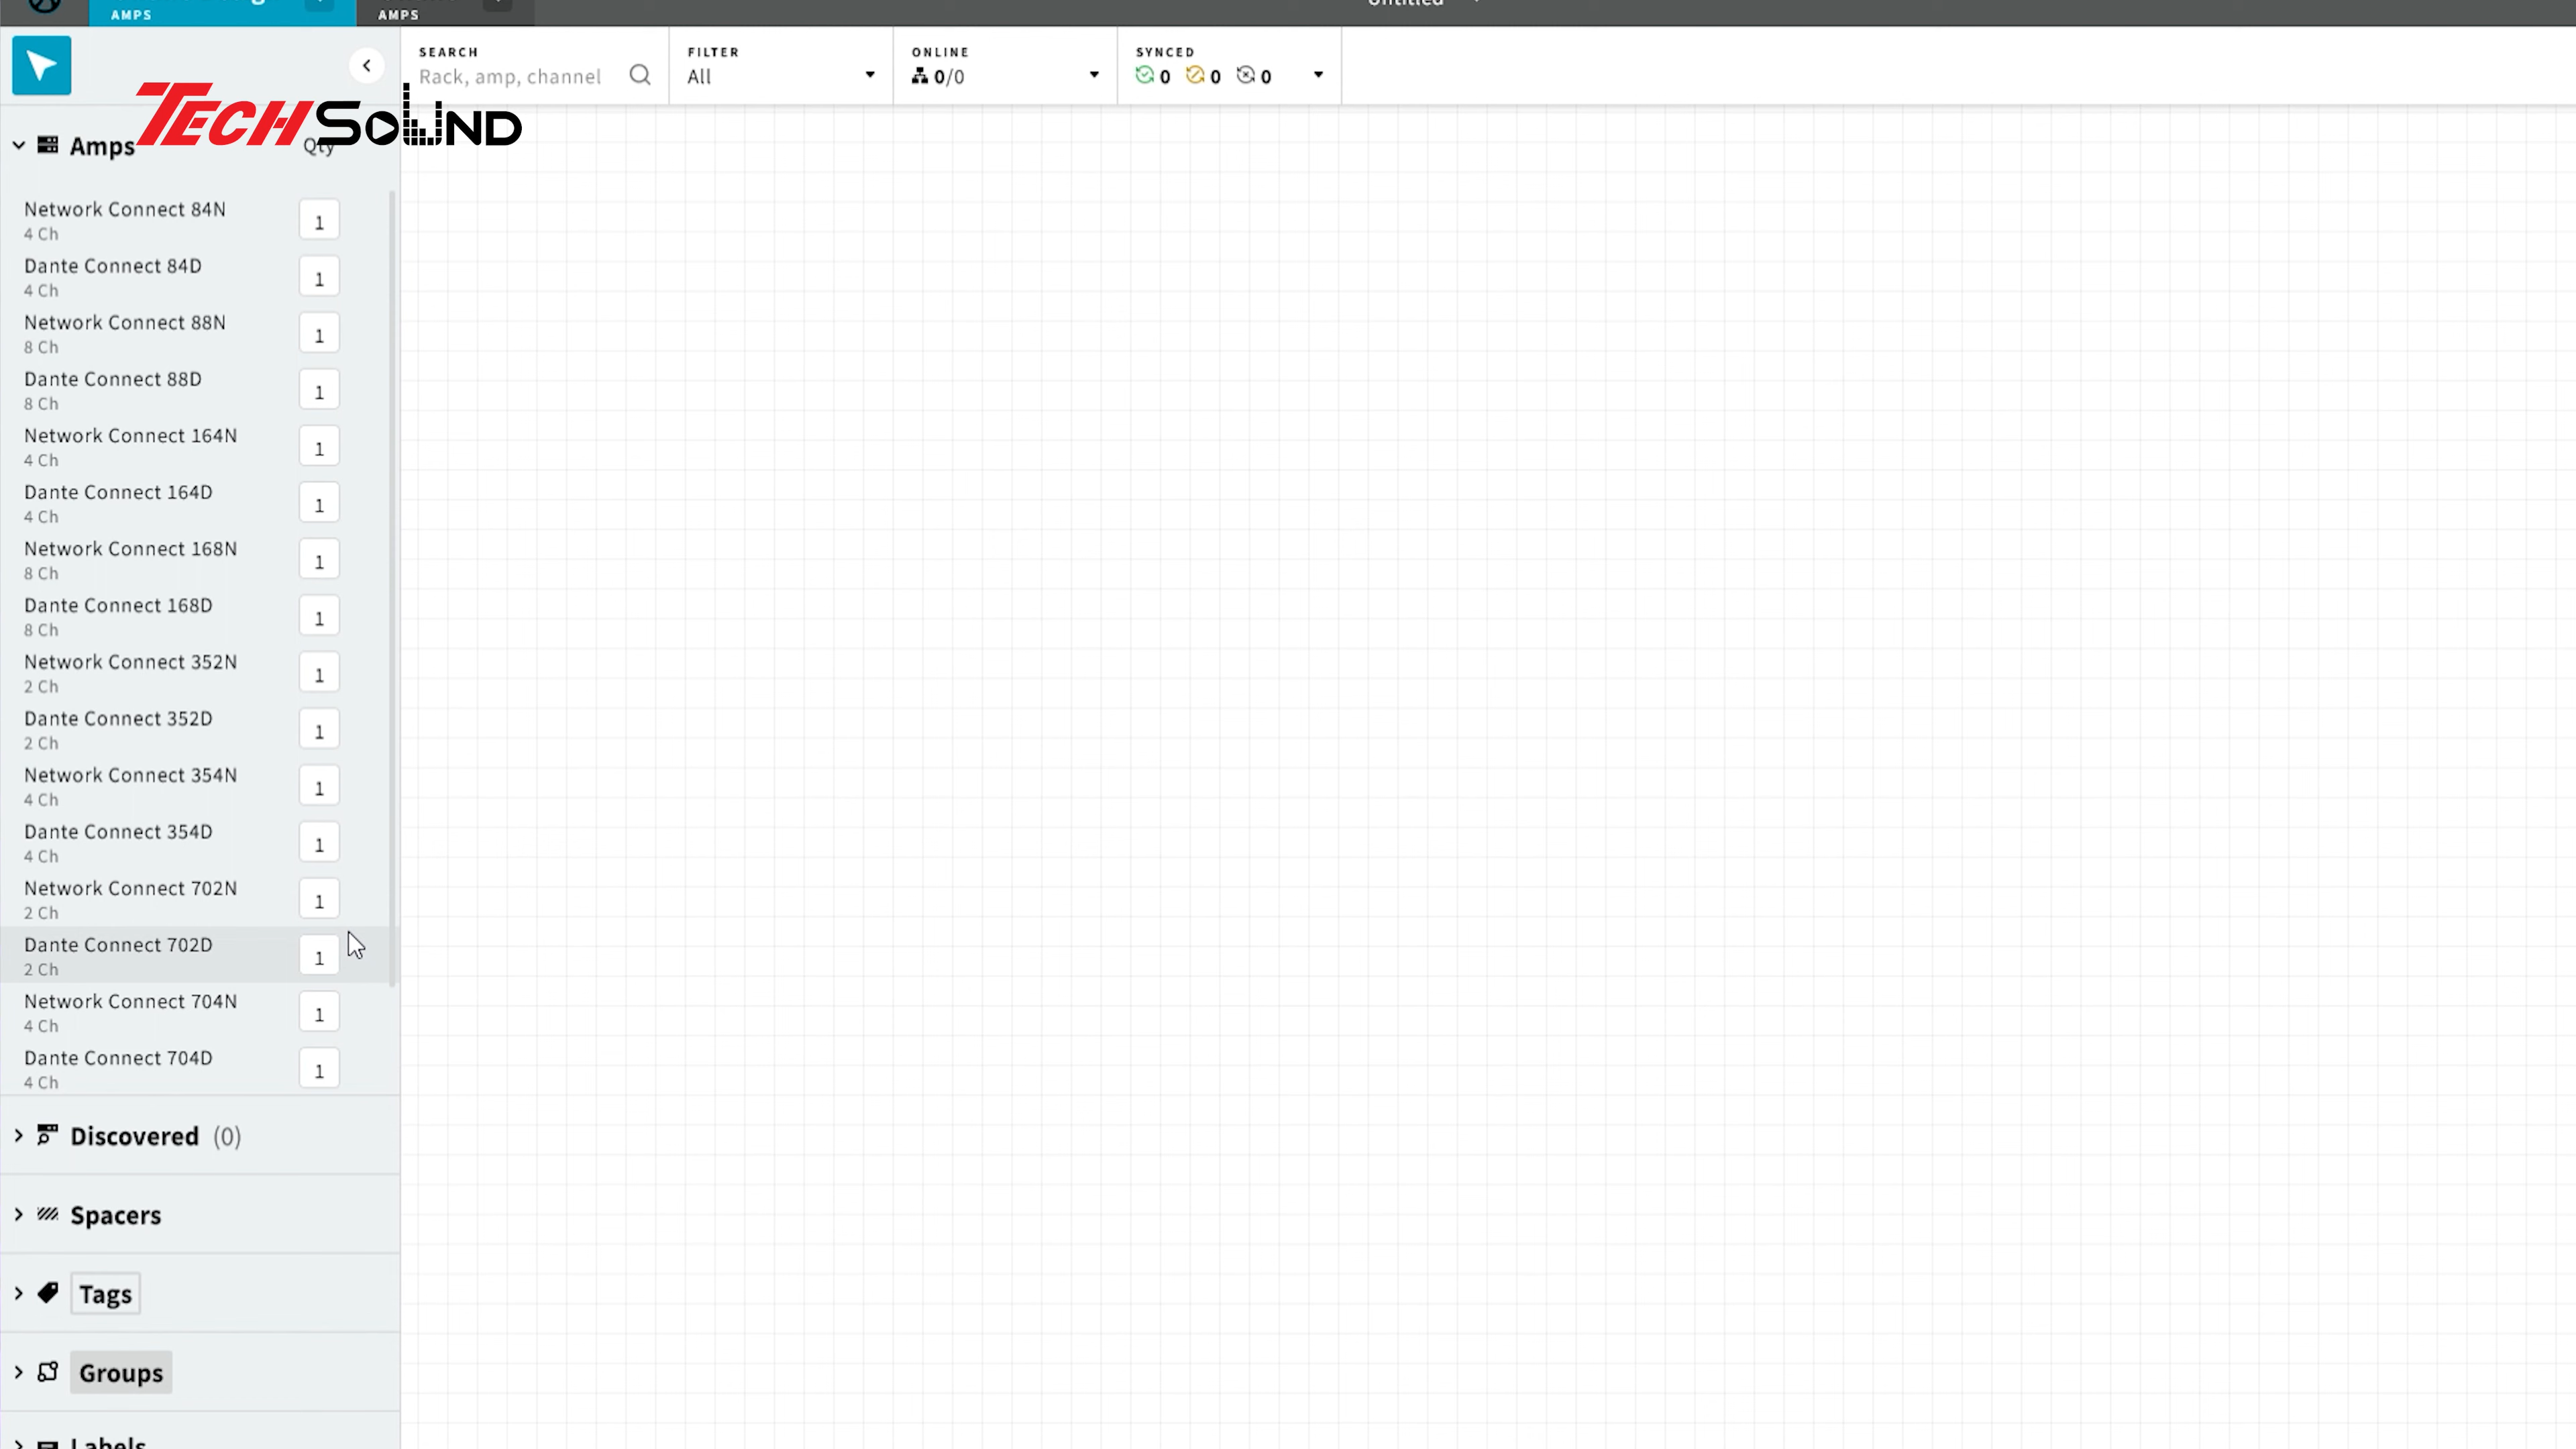 AMPS
AMPS
Untitled
SEARCH
Rack, amp, channel
FILTER
All
ONLINE
0/0
SYNCED
0 0 0
TECHSOUND
Amps
Qty
Network Connect 84N
1
4 Ch
Dante Connect 84D
1
4 Ch
Network Connect 88N
1
8 Ch
Dante Connect 88D
1
8 Ch
Network Connect 164N
1
4 Ch
Dante Connect 164D
1
4 Ch
Network Connect 168N
1
8 Ch
Dante Connect 168D
1
8 Ch
Network Connect 352N
1
2 Ch
Dante Connect 352D
1
2 Ch
Network Connect 354N
1
4 Ch
Dante Connect 354D
1
4 Ch
Network Connect 702N
1
2 Ch
Dante Connect 702D
1
2 Ch
Network Connect 704N
1
4 Ch
Dante Connect 704D
1
4 Ch
Discovered (0)
Spacers
Tags
Groups
Labels